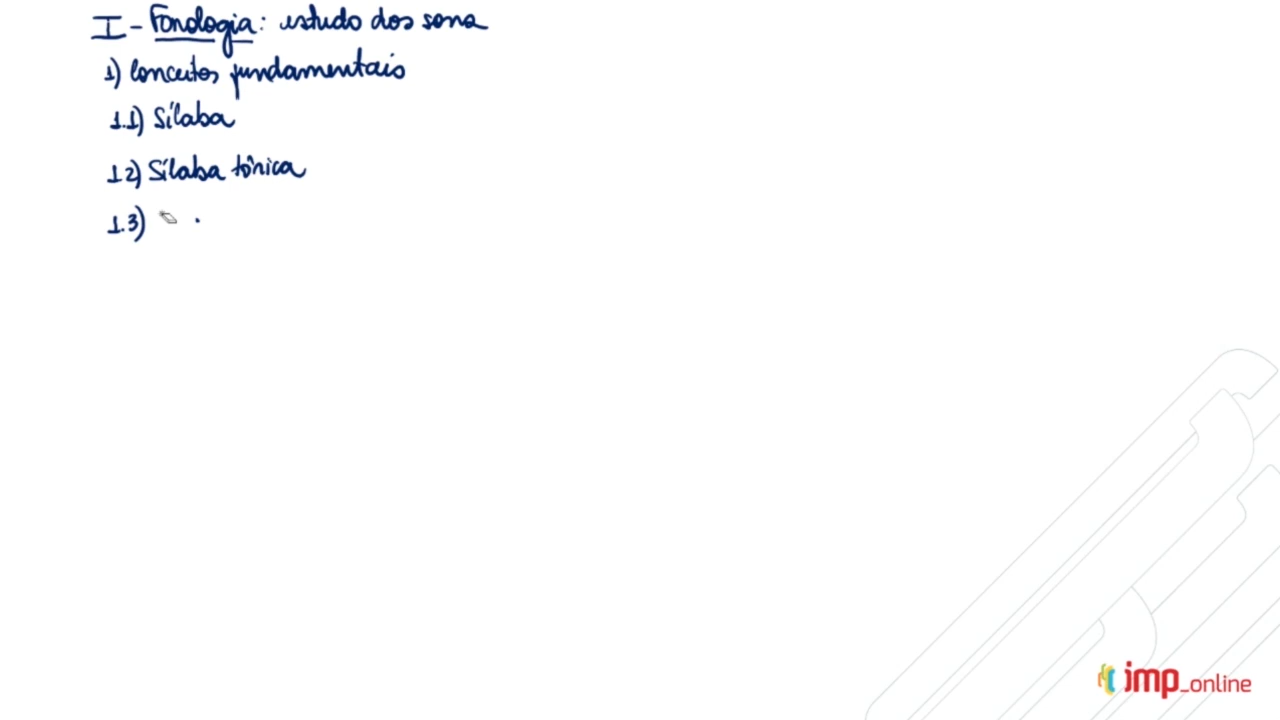 I - Fonologia: estudo dos sons
1) Conceitos fundamentais
1.1) Sílaba
1.2) Sílaba tônica
1.3)
imp_online